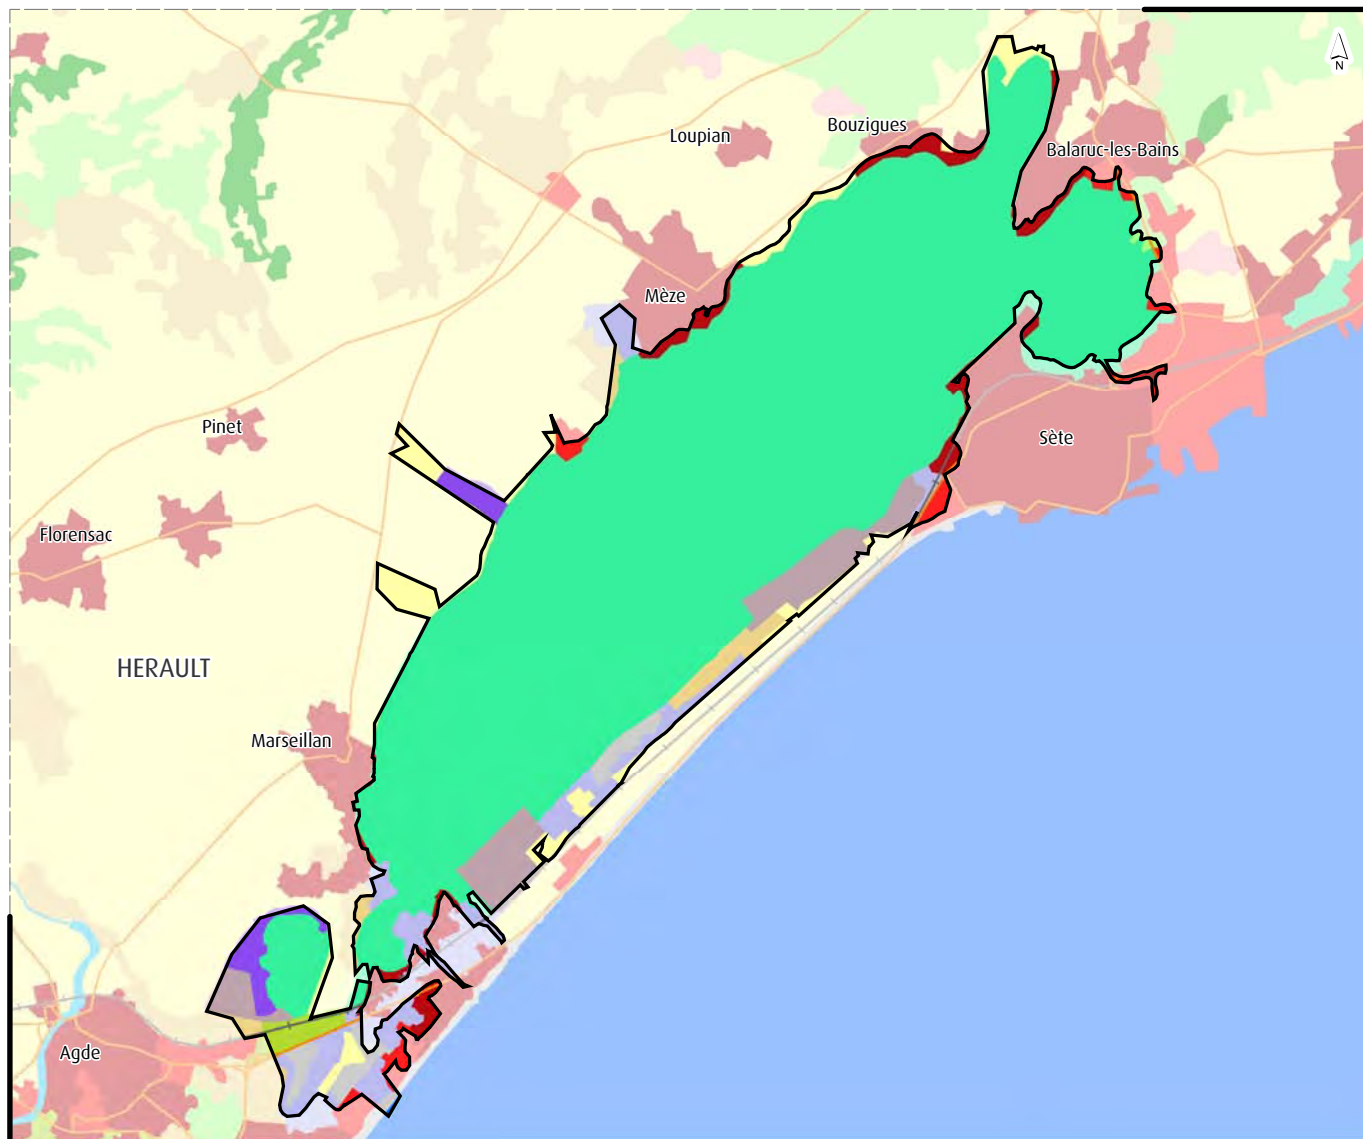 N
Bouzigues
Loupian
Balaruc-les-Bains
Mèze
Pinet
Sète
Florensac
HERAULT
Marseillan
Agde